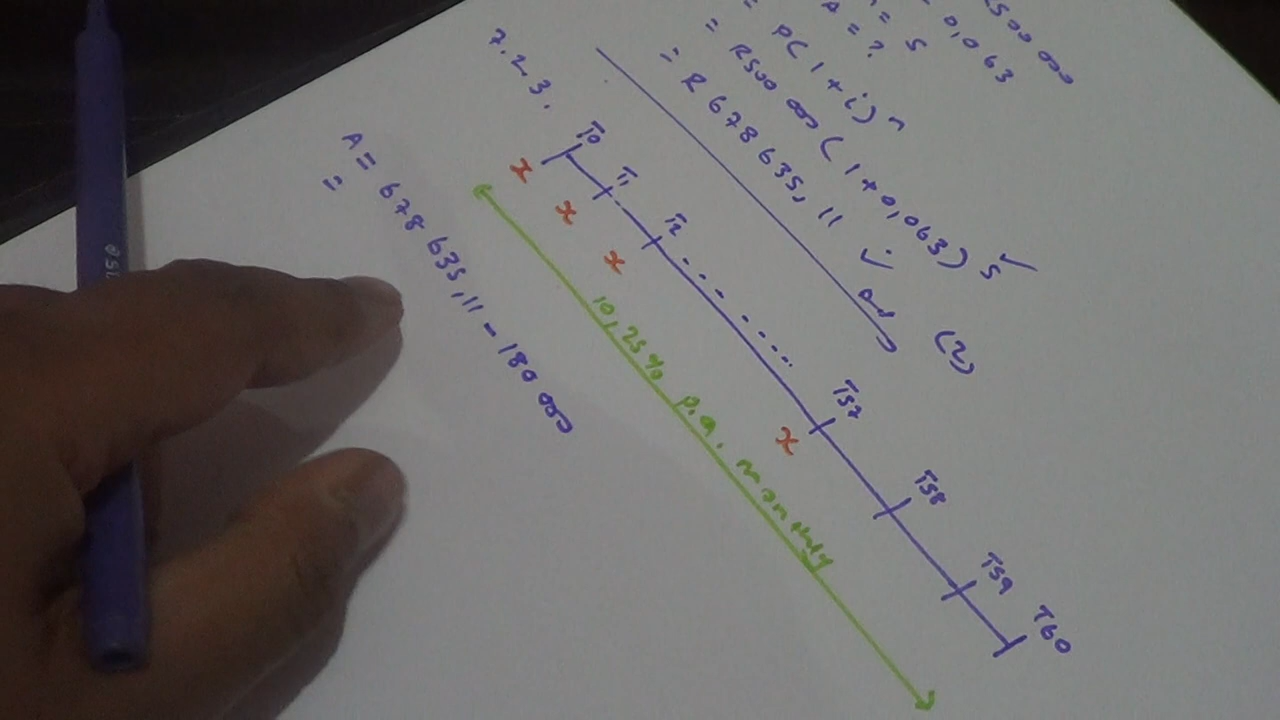 R500 000
= 0,063
n = 5
A = ?
= P(1 + i) n
= R500 000 (1 + 0,063) 5 ✓
= R 678 635, 11 ✓ (2)
7.2.3.
T0 T1 T2 ... ..... T57 T58 T59 T60
x x x x
10,25% p.a. monthly
A = 678 635,11 - 180 000
=